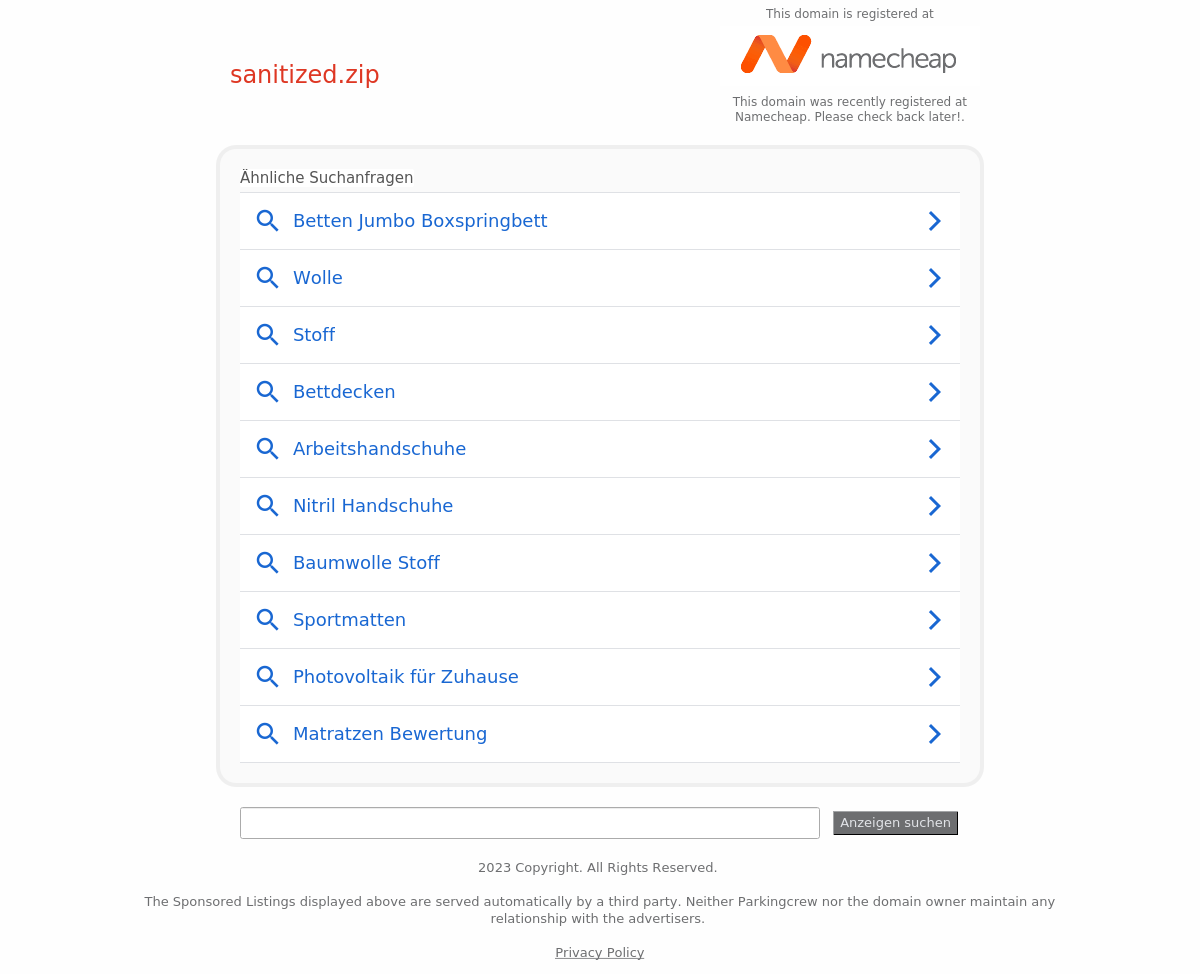 This domain is registered at
namecheap
sanitized.zip
This domain was recently registered at
Namecheap. Please check back later!.
Ähnliche Suchanfragen
Betten Jumbo Boxspringbett
Wolle
Stoff
Bettdecken
Arbeitshandschuhe
Nitril Handschuhe
Baumwolle Stoff
Sportmatten
Photovoltaik für Zuhause
Matratzen Bewertung
Anzeigen suchen
2023 Copyright. All Rights Reserved.
The Sponsored Listings displayed above are served automatically by a third party. Neither Parkingcrew nor the domain owner maintain any
relationship with the advertisers.
Privacy Policy